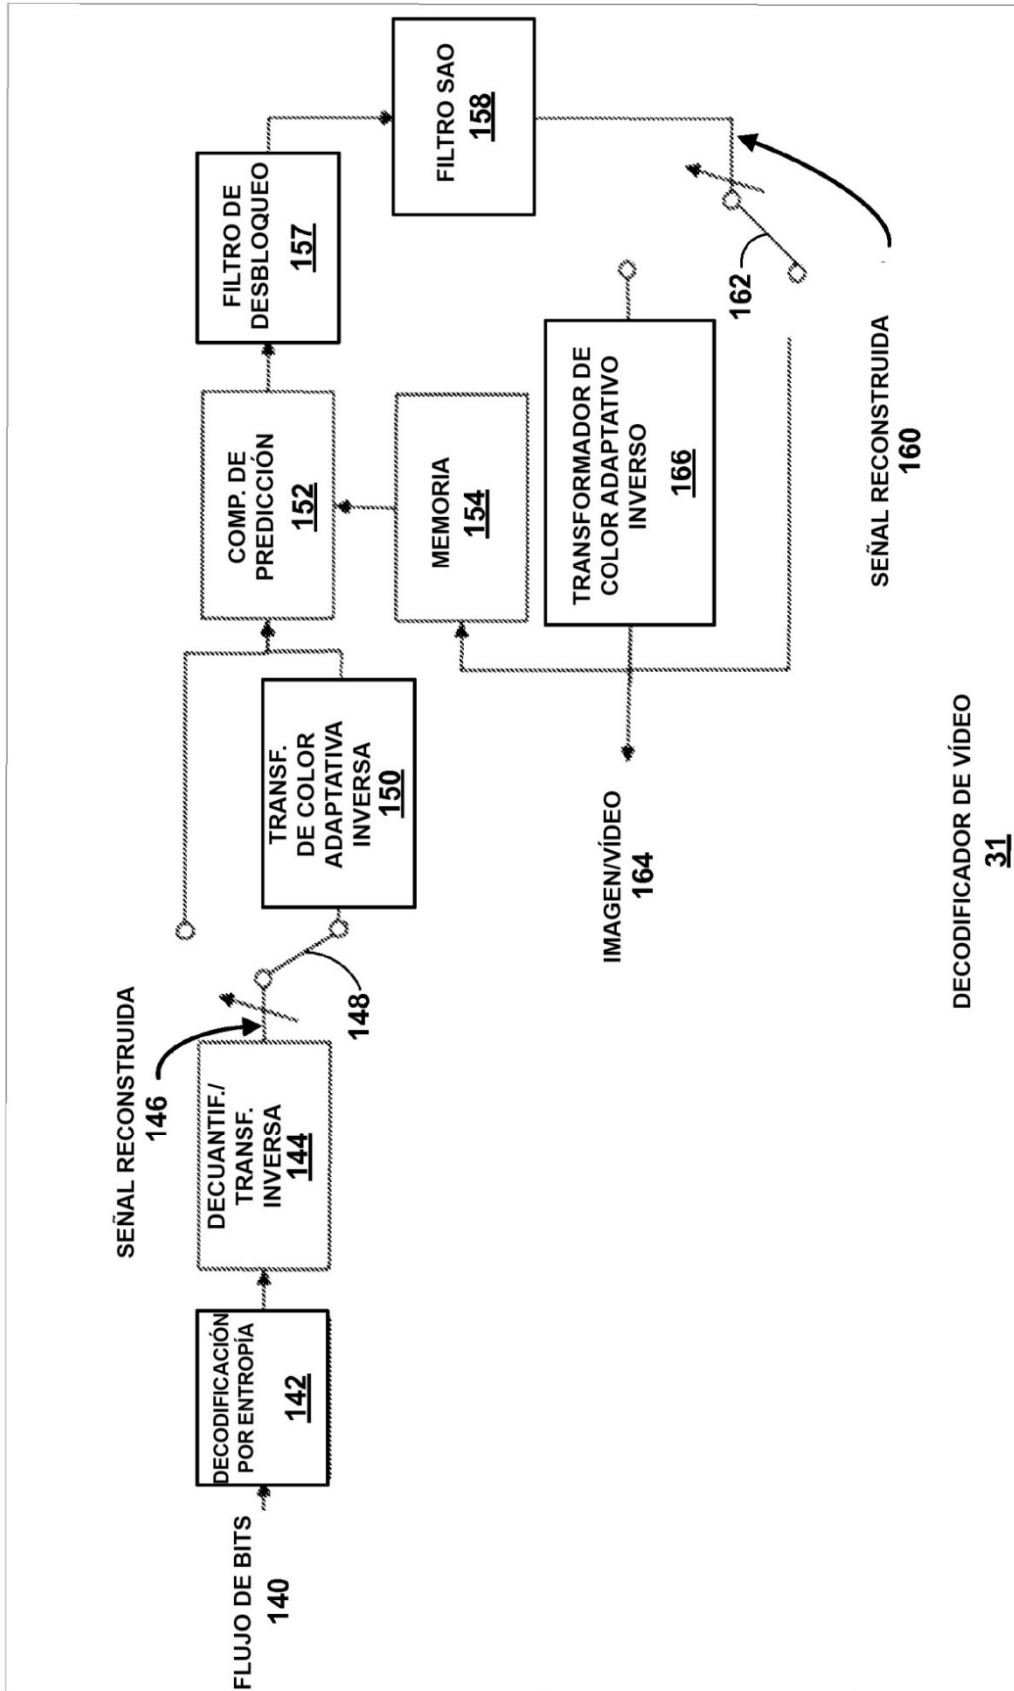 FLUJO DE BITS
140
DECODIFICACIÓN
POR ENTROPÍA
142
DECUANTIF./
TRANSF.
INVERSA
144
SEÑAL RECONSTRUIDA
146
148
TRANSF.
DE COLOR
ADAPTATIVA
INVERSA
150
COMP. DE
PREDICCIÓN
152
FILTRO DE
DESBLOQUEO
157
FILTRO SAO
158
MEMORIA
154
TRANSFORMADOR DE
COLOR ADAPTATIVO
INVERSO
166
162
SEÑAL RECONSTRUIDA
160
IMAGEN/VÍDEO
164
DECODIFICADOR DE VÍDEO
31